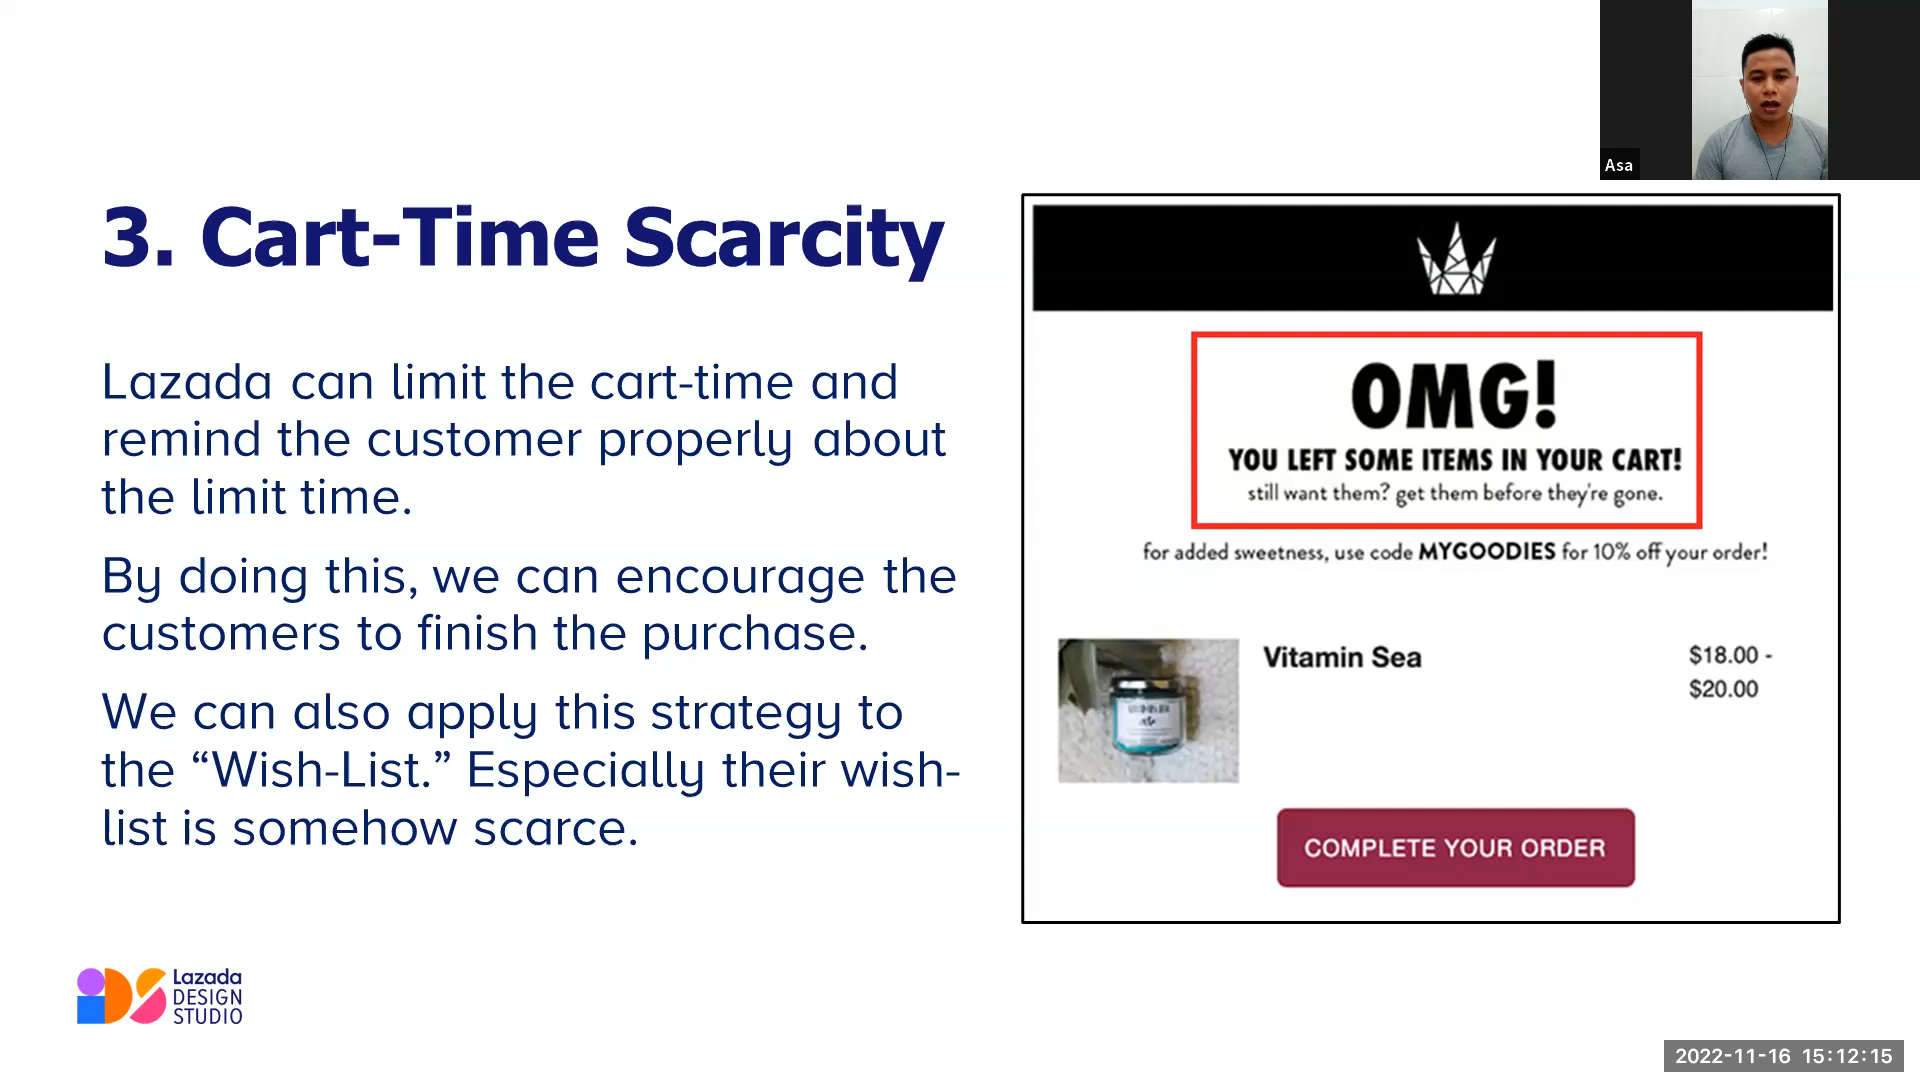 Asa
3. Cart-Time Scarcity
Lazada can limit the cart-time and
remind the customer properly about
the limit time.
By doing this, we can encourage the
customers to finish the purchase.
We can also apply this strategy to
the “Wish-List.” Especially their wish-
list is somehow scarce.
OMG!
YOU LEFT SOME ITEMS IN YOUR CART!
still want them? get them before they're gone.
for added sweetness, use code MYGOODIES for 10% off your order!
Vitamin Sea
$18.00 -
$20.00
COMPLETE YOUR ORDER
Lazada
DESIGN
STUDIO
2022-11-16 15:12:15